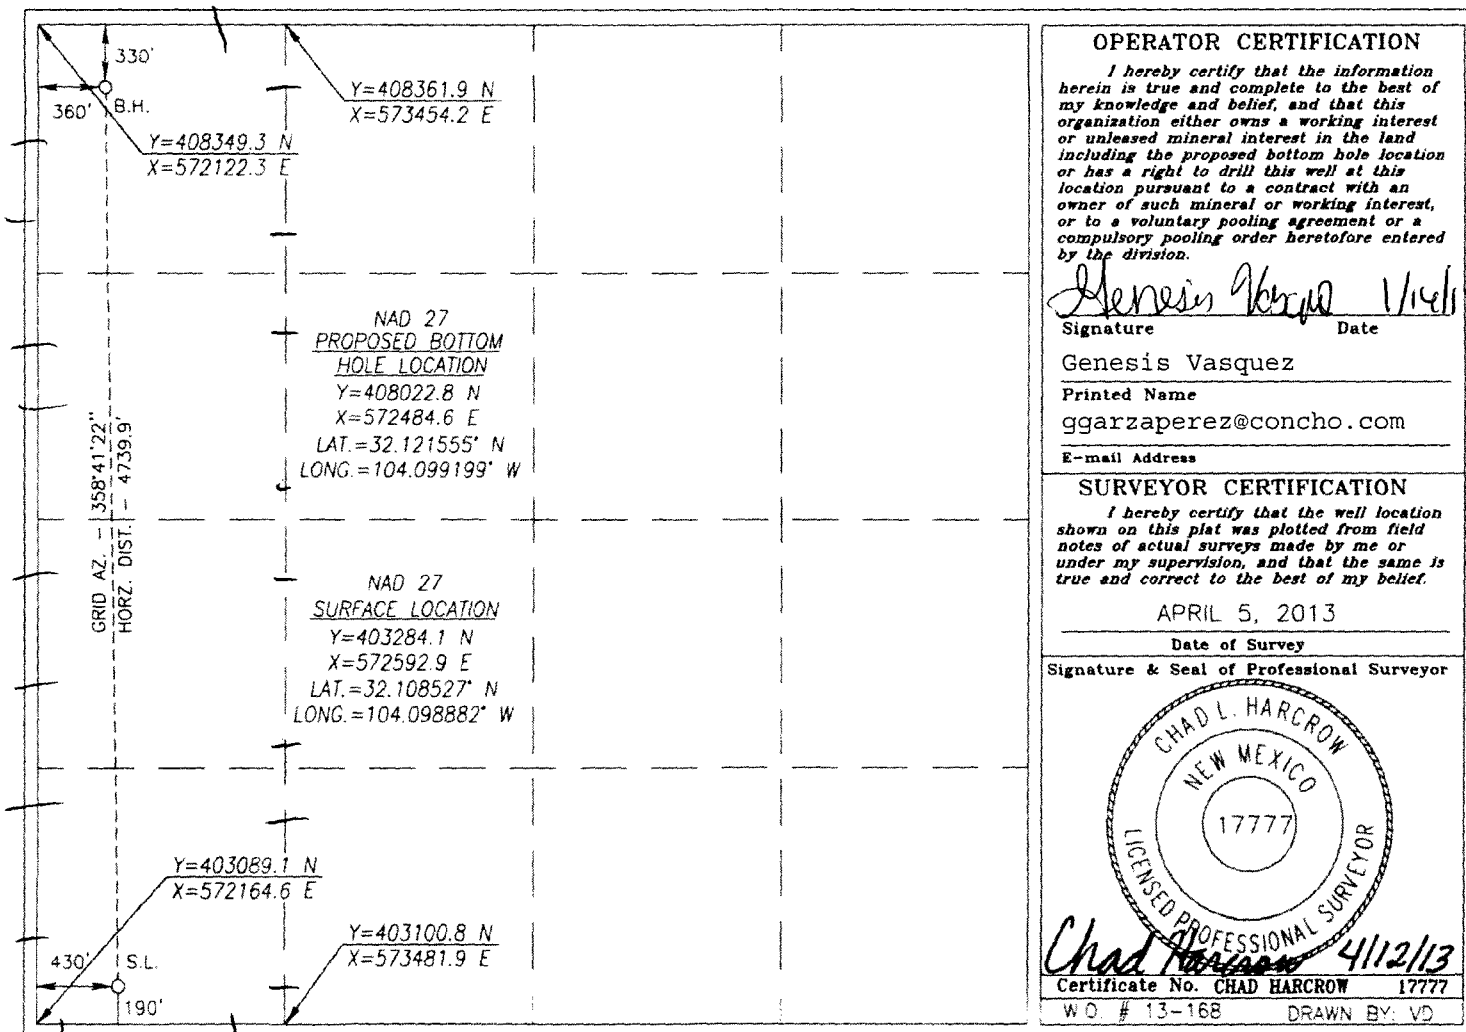 330'
360'
B.H.
Y=408349.3 N
X=572122.3 E
Y=408361.9 N
X=573454.2 E
NAD 27
PROPOSED BOTTOM
HOLE LOCATION
Y=408022.8 N
X=572484.6 E
LAT.=32.121555° N
LONG.=104.099199° W
GRID AZ. - 358°41'22"
HORZ. DIST. - 4739.9'
NAD 27
SURFACE LOCATION
Y=403284.1 N
X=572592.9 E
LAT.=32.108527° N
LONG.=104.098882° W
Y=403089.1 N
X=572164.6 E
Y=403100.8 N
X=573481.9 E
430'
S.L.
190'
OPERATOR CERTIFICATION
I hereby certify that the information
herein is true and complete to the best of
my knowledge and belief, and that this
organization either owns a working interest
or unleased mineral interest in the land
including the proposed bottom hole location
or has a right to drill this well at this
location pursuant to a contract with an
owner of such mineral or working interest,
or to a voluntary pooling agreement or a
compulsory pooling order heretofore entered
by the division.
Genesis Vasquez
Signature Date
Genesis Vasquez
Printed Name
ggarzaperez@concho.com
E-mail Address
SURVEYOR CERTIFICATION
I hereby certify that the well location
shown on this plat was plotted from field
notes of actual surveys made by me or
under my supervision, and that the same is
true and correct to the best of my belief.
APRIL 5, 2013
Date of Survey
Signature & Seal of Professional Surveyor
CHAD L. HARCROW
NEW MEXICO
17777
LICENSED PROFESSIONAL SURVEYOR
Chad Harcrow 4/12/13
Certificate No. CHAD HARCROW 17777
W.O. # 13-168 DRAWN BY: VD